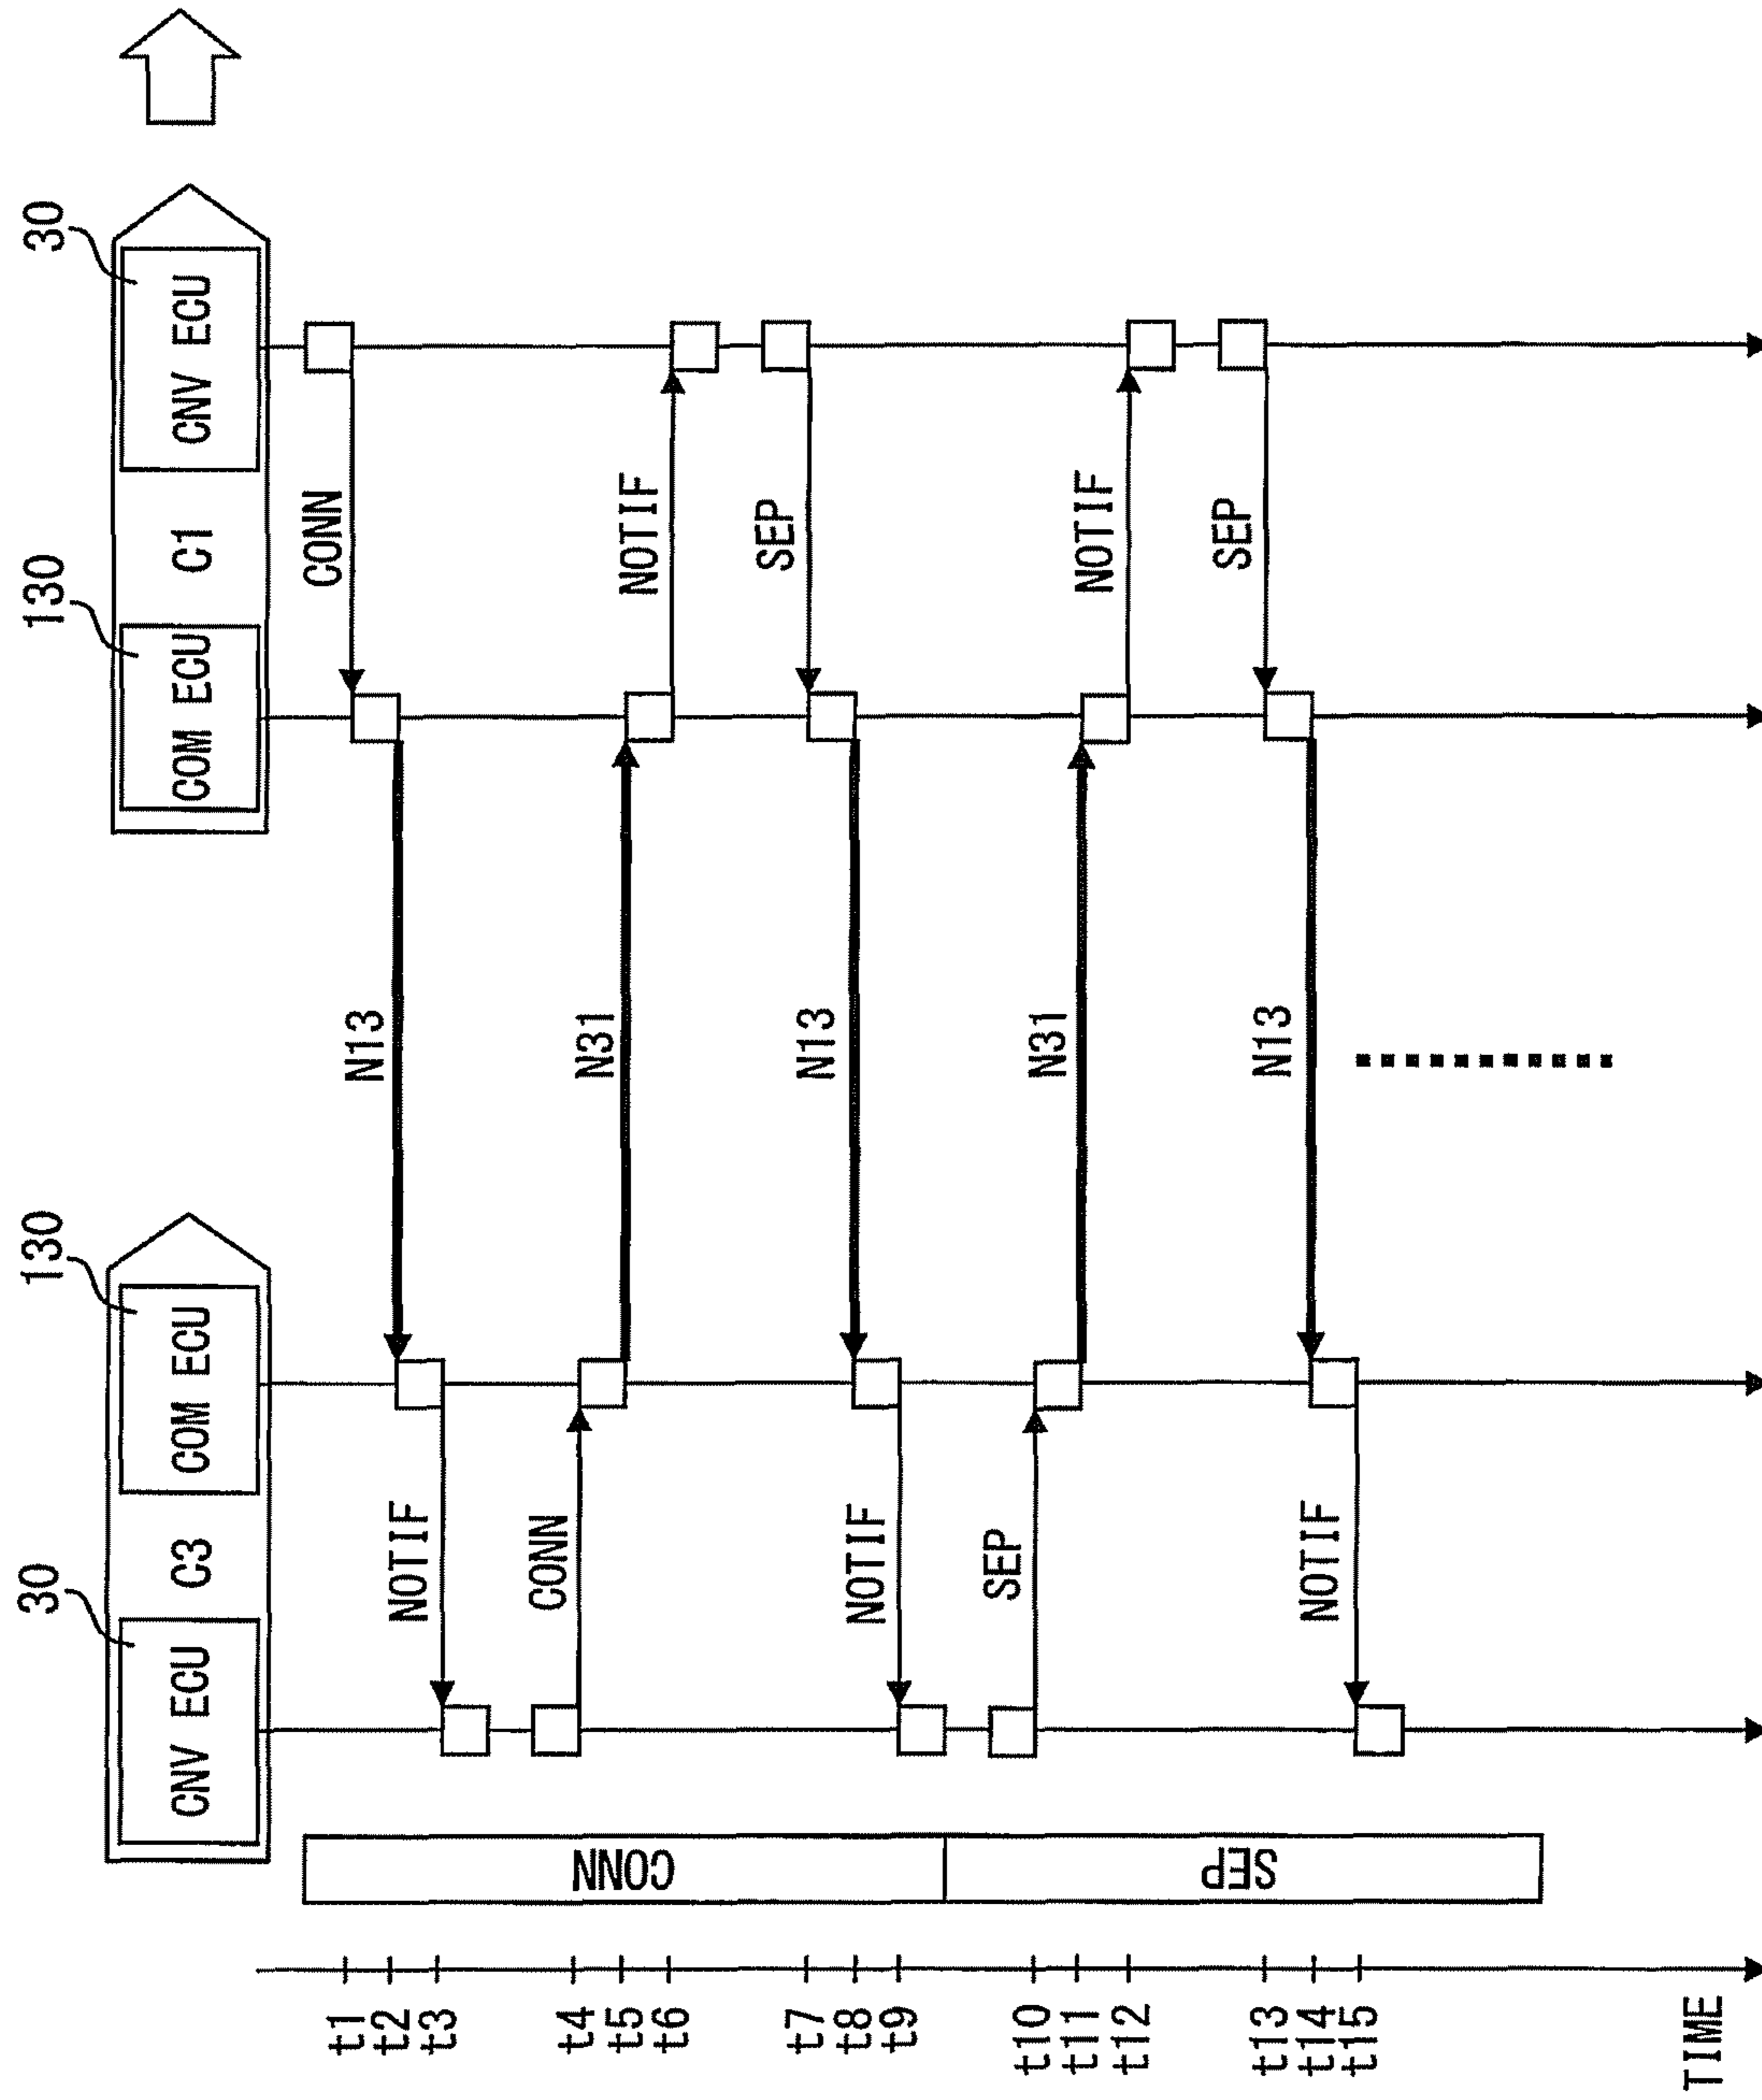 30
130
130
30
CNV ECU
C3
COM ECU
COM ECU
C1
CNV ECU
CONN
N13
NOTIF
CONN
N31
NOTIF
SEP
N13
NOTIF
SEP
N31
NOTIF
SEP
N13
NOTIF
CONN
SEP
t1
t2
t3
t4
t5
t6
t7
t8
t9
t10
t11
t12
t13
t14
t15
TIME